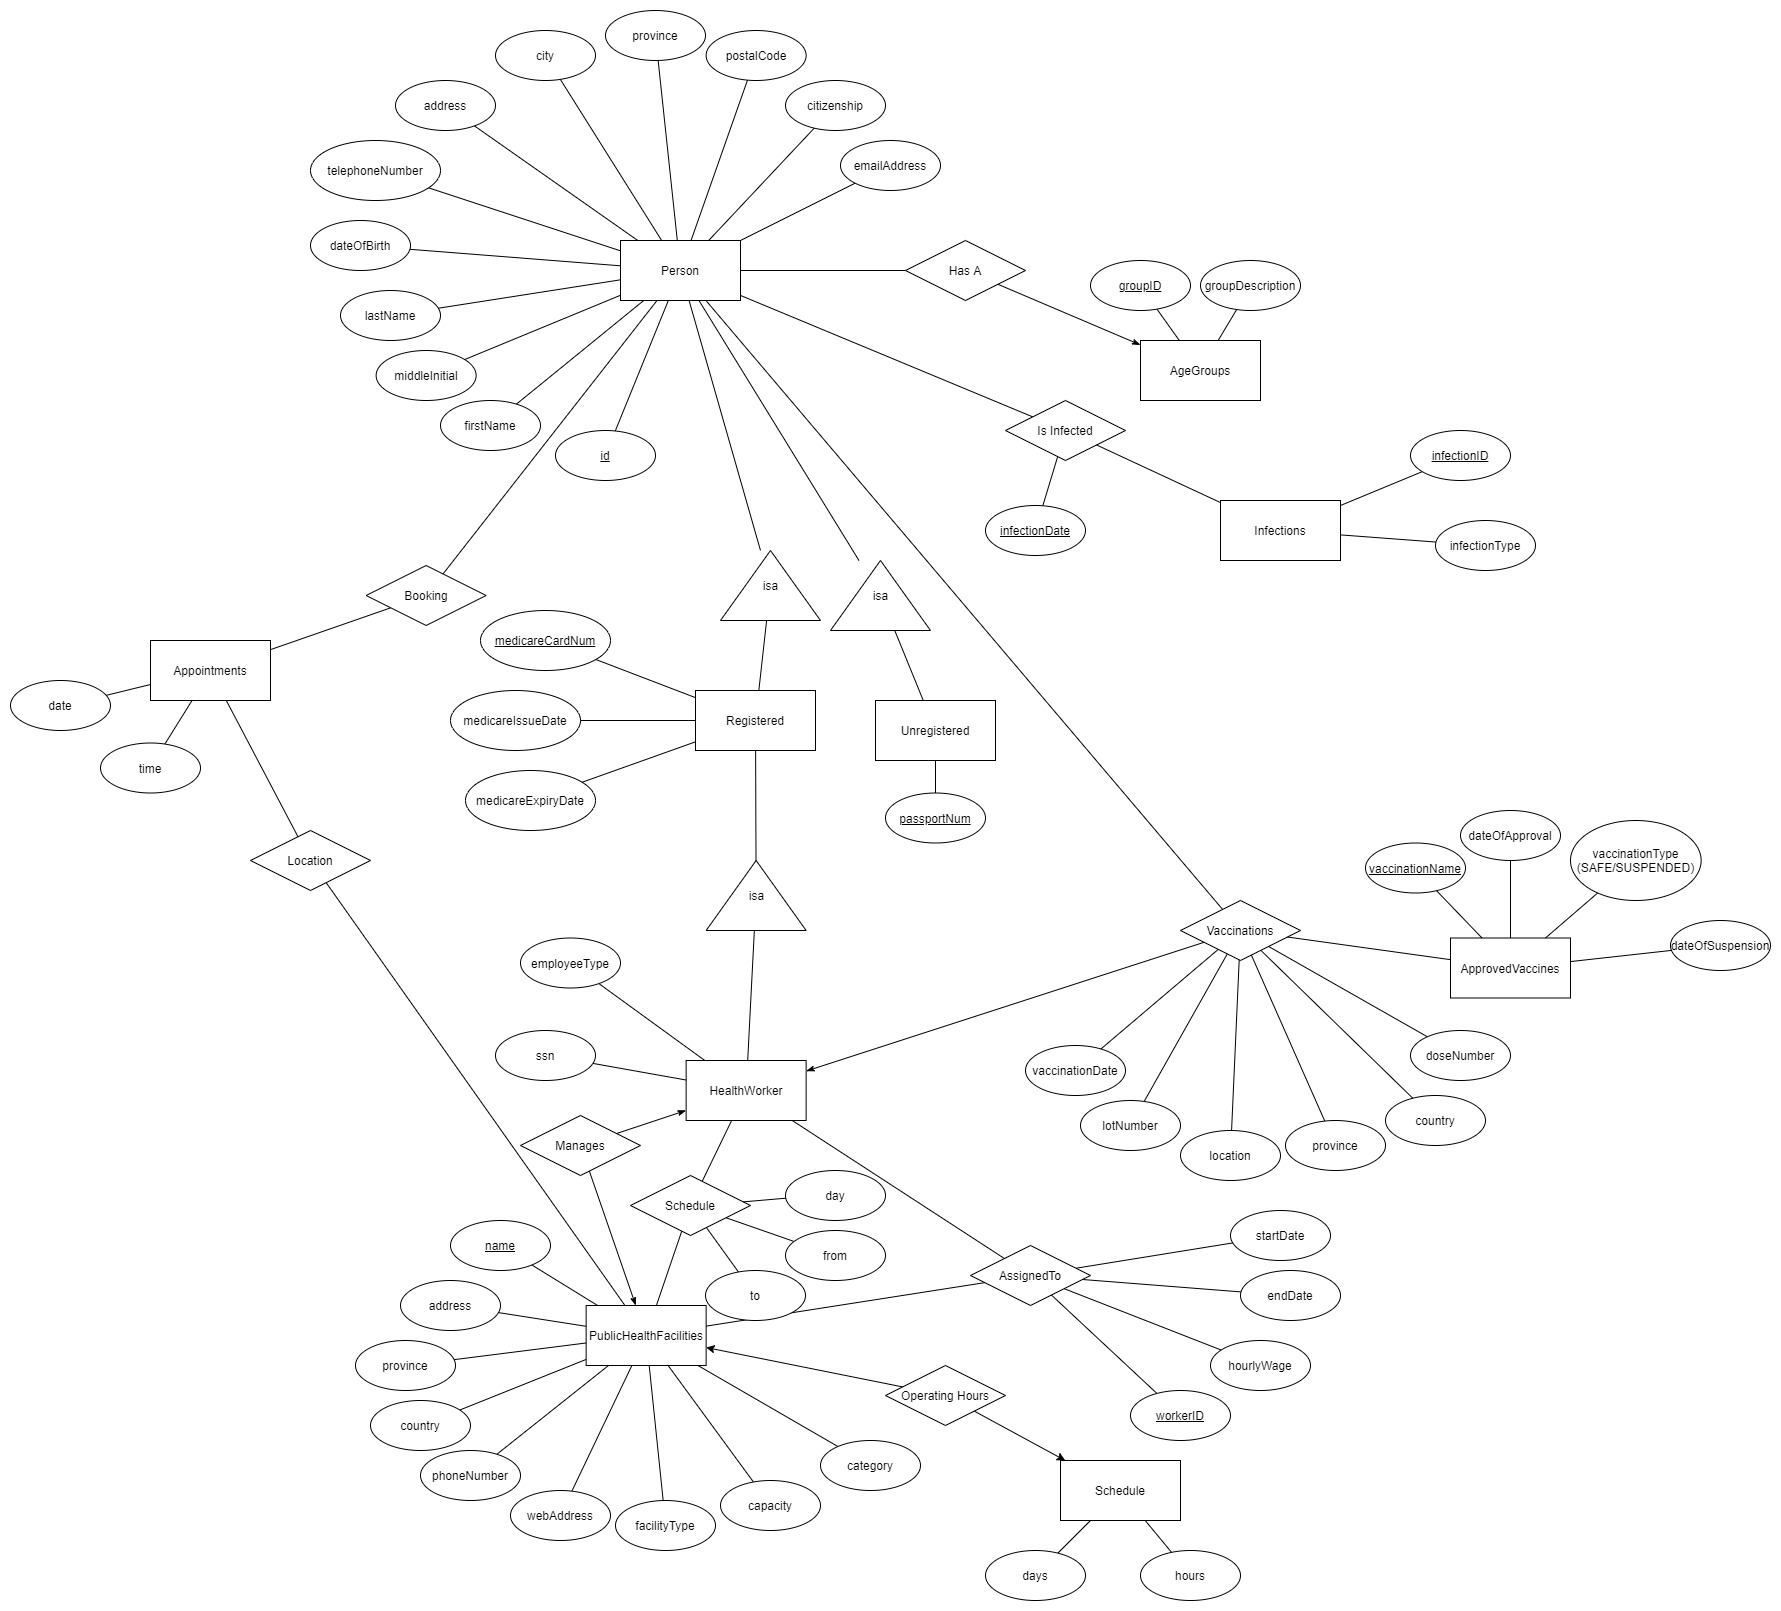 province
city
postalCode
address
citizenship
emailAddress
telephoneNumber
dateOfBirth
Person
Has A
groupID
groupDescription
lastName
AgeGroups
middleInitial
firstName
Is Infected
id
infectionID
infectionDate
Infections
infectionType
isa
Booking
isa
medicareCardNum
Appointments
date
medicareIssueDate
Registered
Unregistered
time
medicareExpiryDate
passportNum
dateOfApproval
Location
vaccinationName
vaccinationType
(SAFE/SUSPENDED)
isa
Vaccinations
dateOfSuspension
employeeType
ApprovedVaccines
ssn
vaccinationDate
doseNumber
HealthWorker
lotNumber
country
Manages
location
province
Schedule
day
name
from
startDate
AssignedTo
to
endDate
address
PublicHealthFacilities
province
hourlyWage
Operating Hours
workerID
country
category
phoneNumber
Schedule
webAddress
facilityType
capacity
days
hours